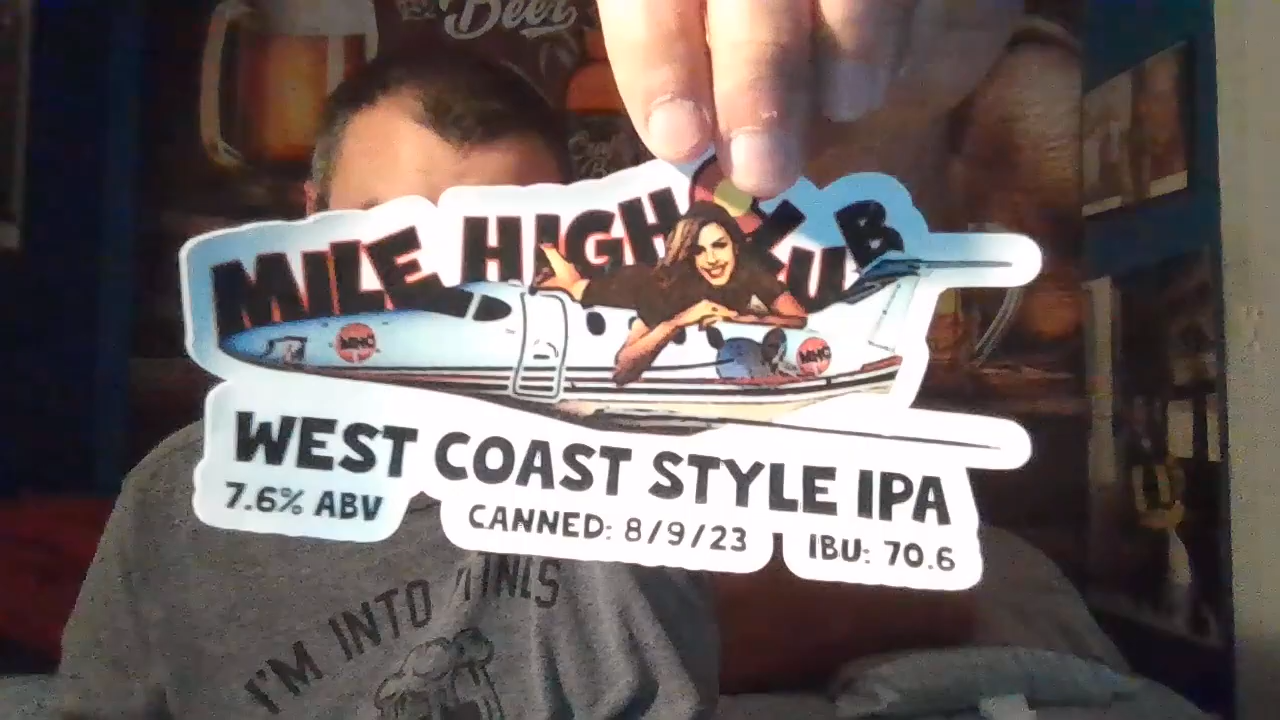 Beer
MILE HIGH
MHC
MHC
WEST COAST STYLE IPA
7.6% ABV
CANNED: 8/9/23
IBU: 70.6
I'M INTO